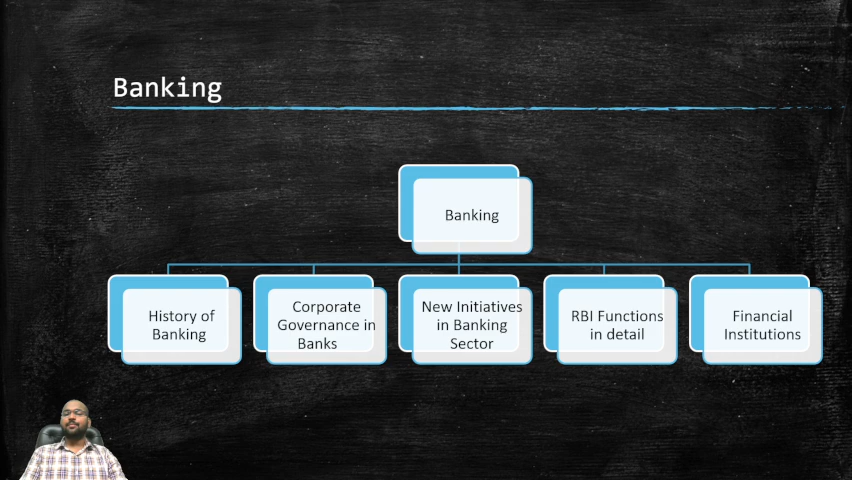 Banking
Banking
History of
Banking
Corporate
Governance in
Banks
New Initiatives
in Banking
Sector
RBI Functions
in detail
Financial
Institutions